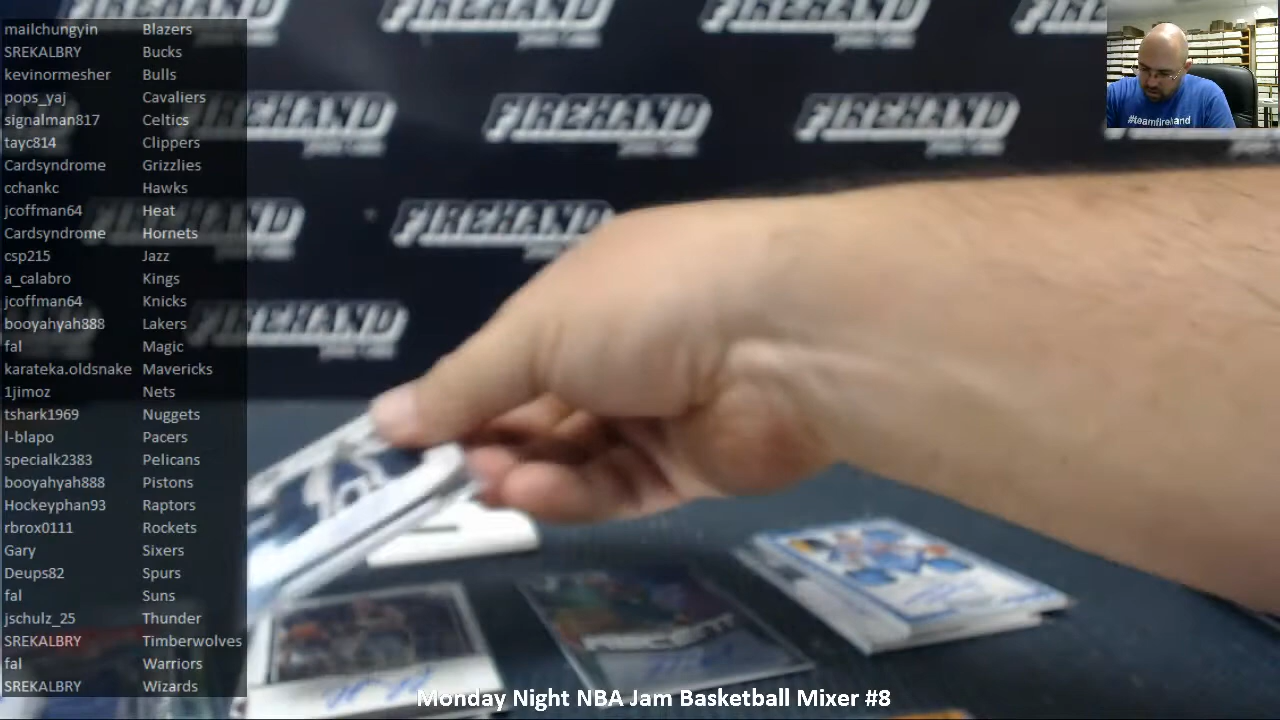 mailchungyin Blazers
SREKALBRY Bucks
kevinormesher Bulls
pops_yaj Cavaliers
signalman817 Celtics
tayc814 Clippers
Cardsyndrome Grizzlies
cchankc Hawks
jcoffman64 Heat
Cardsyndrome Hornets
csp215 Jazz
a_calabro Kings
jcoffman64 Knicks
booyahyah888 Lakers
fal Magic
karateka.oldsnake Mavericks
1jimoz Nets
tshark1969 Nuggets
l-blapo Pacers
specialk2383 Pelicans
booyahyah888 Pistons
Hockeyphan93 Raptors
rbrox0111 Rockets
Gary Sixers
Deups82 Spurs
fal Suns
jschulz_25 Thunder
SREKALBRY Timberwolves
fal Warriors
SREKALBRY Wizards
FIREHAND
FIREHAND
FIREHAND
FIREHAND
#teamfirehand
Monday Night NBA Jam Basketball Mixer #8